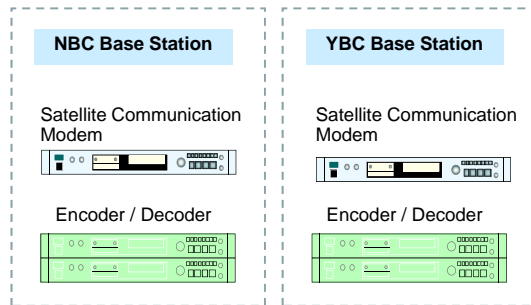 NBC Base Station
Satellite Communication
Modem
Encoder / Decoder
YBC Base Station
Satellite Communication
Modem
Encoder / Decoder